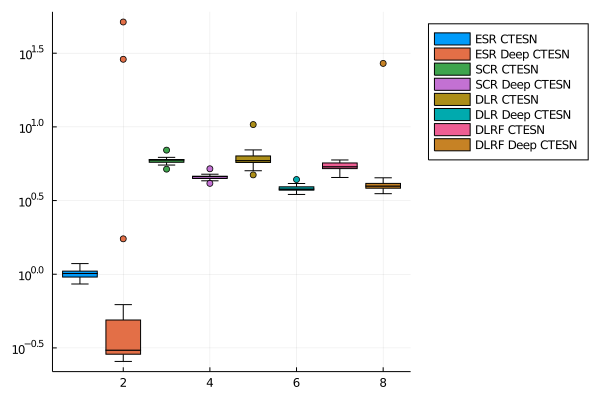 10^1.5
10^1.0
10^0.5
10^0.0
10^−0.5
2
4
6
8
ESR CTESN
ESR Deep CTESN
SCR CTESN
SCR Deep CTESN
DLR CTESN
DLR Deep CTESN
DLRF CTESN
DLRF Deep CTESN